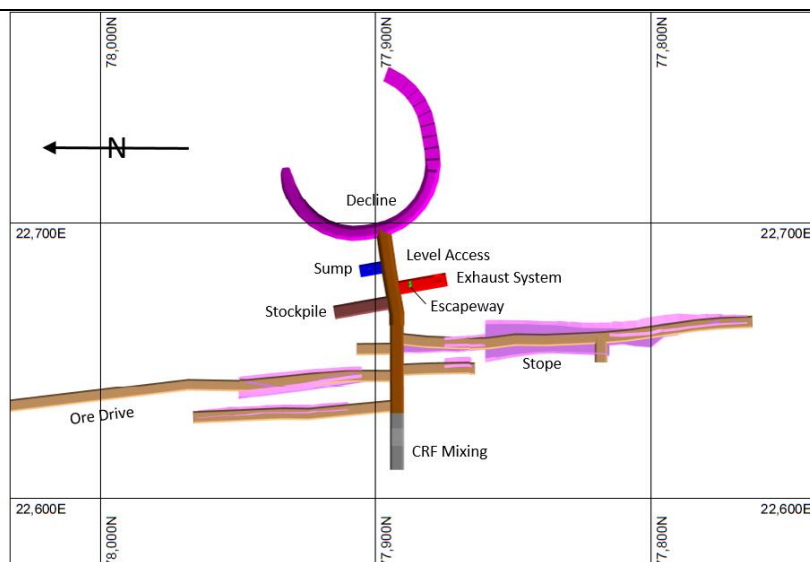 78,000N
77,900N
77,800N
N
Decline
22,700E
22,700E
Level Access
Sump
Exhaust System
Escapeway
Stockpile
Stope
Ore Drive
CRF Mixing
22,600E
22,600E
78,000N
77,900N
77,800N